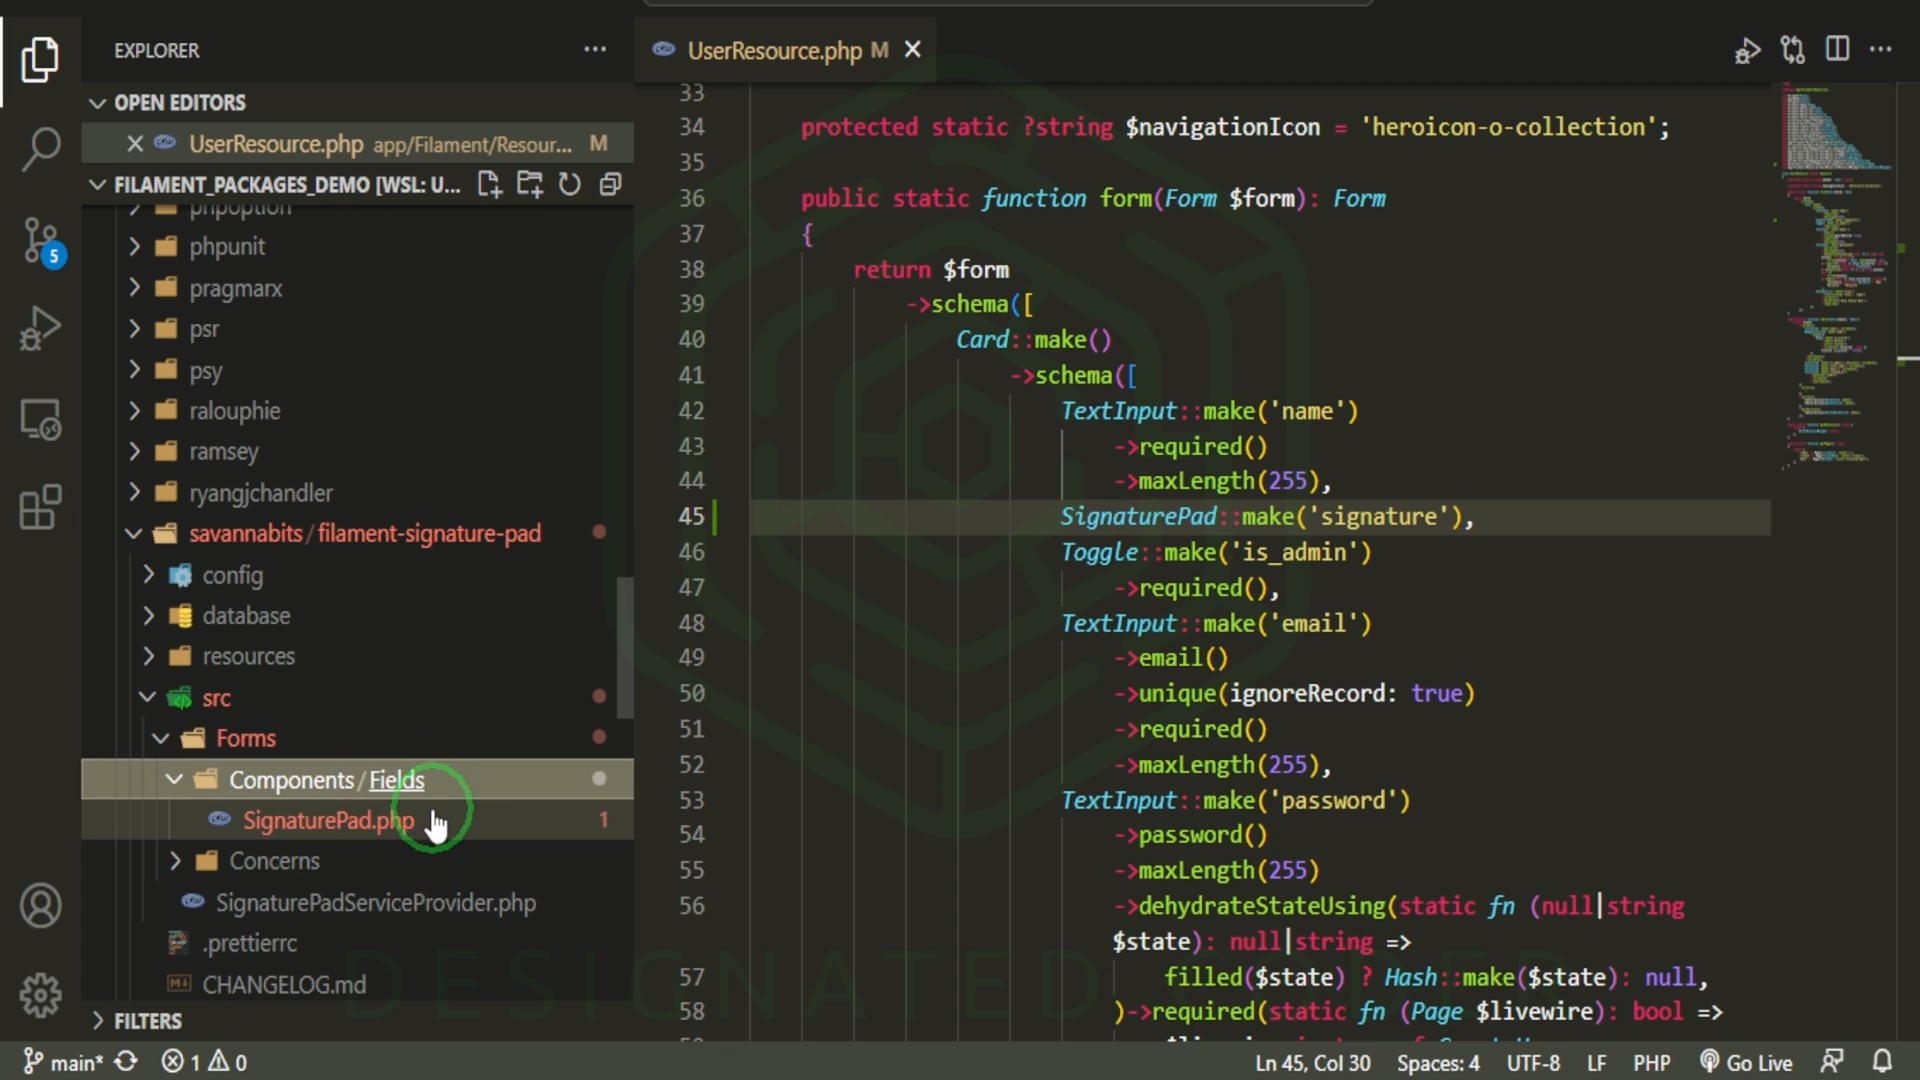 EXPLORER
OPEN EDITORS
UserResource.php app/Filament/Resour... M
FILAMENT_PACKAGES_DEMO [WSL: U...
phpoption
phpunit
pragmarx
psr
psy
ralouphie
ramsey
ryangjchandler
savannabits/filament-signature-pad
config
database
resources
src
Forms
Components/Fields
SignaturePad.php 1
Concerns
SignaturePadServiceProvider.php
.prettierrc
CHANGELOG.md
FILTERS
5
UserResource.php M
33
34 protected static ?string $navigationIcon = 'heroicon-o-collection';
35
36 public static function form(Form $form): Form
37 {
38 return $form
39 ->schema([
40 Card::make()
41 ->schema([
42 TextInput::make('name')
43 ->required()
44 ->maxLength(255),
45 SignaturePad::make('signature'),
46 Toggle::make('is_admin')
47 ->required(),
48 TextInput::make('email')
49 ->email()
50 ->unique(ignoreRecord: true)
51 ->required()
52 ->maxLength(255),
53 TextInput::make('password')
54 ->password()
55 ->maxLength(255)
56 ->dehydrateStateUsing(static fn (null|string
$state): null|string =>
57 filled($state) ? Hash::make($state): null,
58 )->required(static fn (Page $livewire): bool =>
DESIGNATED CODER
main* 1 0
Ln 45, Col 30 Spaces: 4 UTF-8 LF PHP Go Live